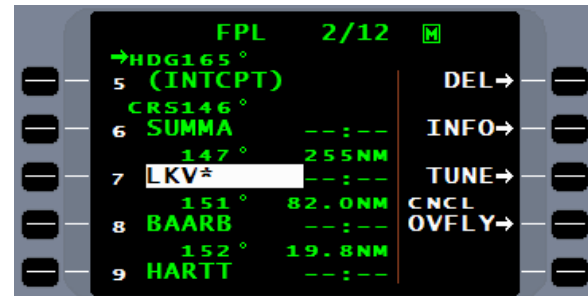 FPL 2/12 M
→HDG165°
5 (INTCPT) DEL→
CRS146°
6 SUMMA --:-- INFO→
147° 255NM
7 LKV* --:-- TUNE→
151° 82.0NM CNCL
8 BAARB --:-- OVFLY→
152° 19.8NM
9 HARTT --:--